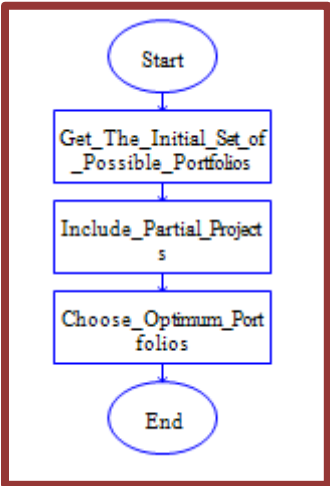 Start
Get_The_Initial_Set_of
_Possible_Portfolios
Include_Partial_Project
s
Choose_Optimum_Port
folios
End